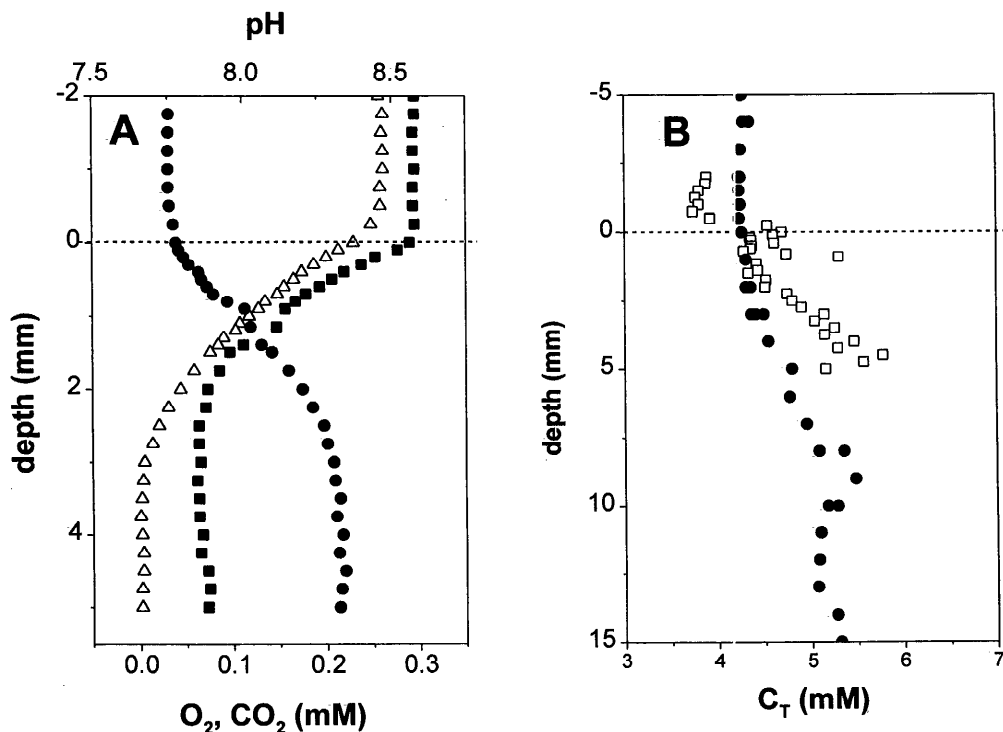 pH
7.5 8.0 8.5
-2 0 2 4
A
depth (mm)
0.0 0.1 0.2 0.3
O₂, CO₂ (mM)
-5 0 5 10 15
B
depth (mm)
3 4 5 6 7
C_T (mM)